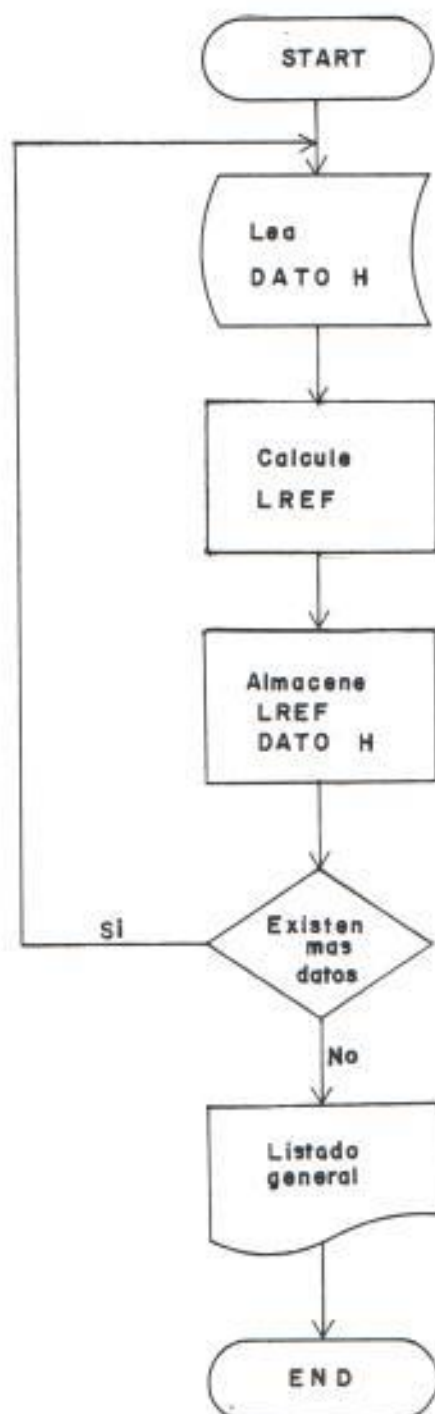 START
Lea
DATO H
Calcule
LREF
Almacene
LREF
DATO H
Existen
mas
datos
Si
No
Listado
general
END